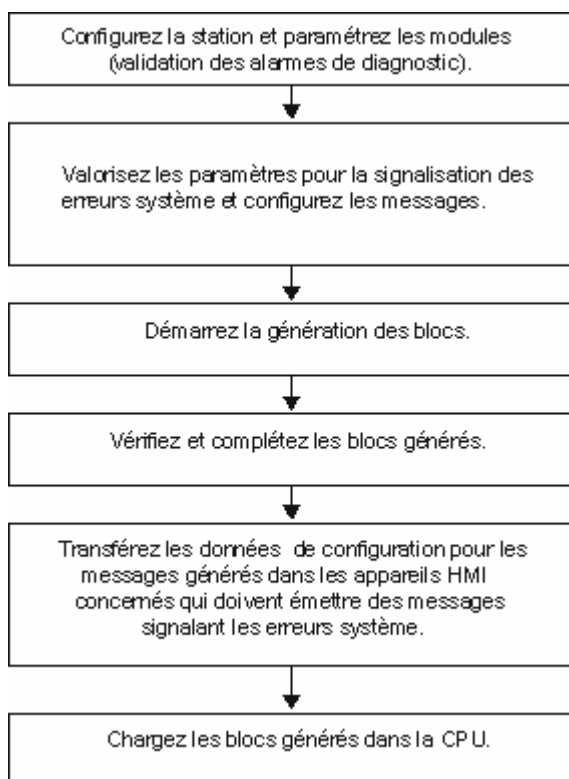 Configurez la station et paramétrez les modules
(validation des alarmes de diagnostic).
Valorisez les paramètres pour la signalisation des
erreurs système et configurez les messages.
Démarrez la génération des blocs.
Vérifiez et complétez les blocs générés.
Transférez les données de configuration pour les
messages générés dans les appareils HMI
concernés qui doivent émettre des messages
signalant les erreurs système.
Chargez les blocs générés dans la CPU.